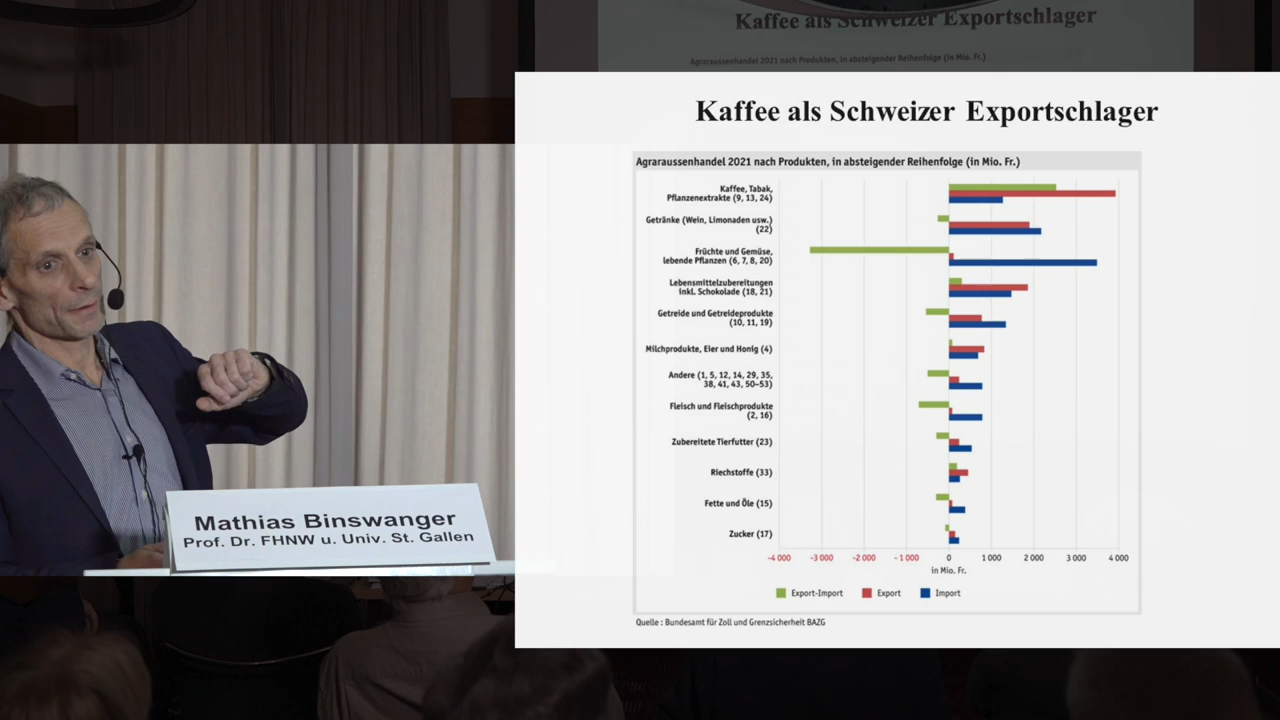 Kaffee als Schweizer Exportschlager
Agraraussenhandel 2021 nach Produkten, in absteigender Reihenfolge (in Mio. Fr.)
Kaffee als Schweizer Exportschlager
Agraraussenhandel 2021 nach Produkten, in absteigender Reihenfolge (in Mio. Fr.)
Kaffee, Tabak,
Pflanzenextrakte (9, 13, 24)
Getränke (Wein, Limonaden usw.)
(22)
Früchte und Gemüse,
lebende Pflanzen (6, 7, 8, 20)
Lebensmittelzubereitungen
inkl. Schokolade (18, 21)
Getreide und Getreideprodukte
(10, 11, 19)
Milchprodukte, Eier und Honig (4)
Andere (1, 5, 12, 14, 29, 35,
38, 41, 43, 50–53)
Fleisch und Fleischprodukte
(2, 16)
Zubereitete Tierfutter (23)
Riechstoffe (33)
Fette und Öle (15)
Zucker (17)
-4 000 -3 000 -2 000 -1 000 0 1 000 2 000 3 000 4 000
in Mio. Fr.
Export-Import Export Import
Quelle : Bundesamt für Zoll und Grenzsicherheit BAZG
Mathias Binswanger
Prof. Dr. FHNW u. Univ. St. Gallen